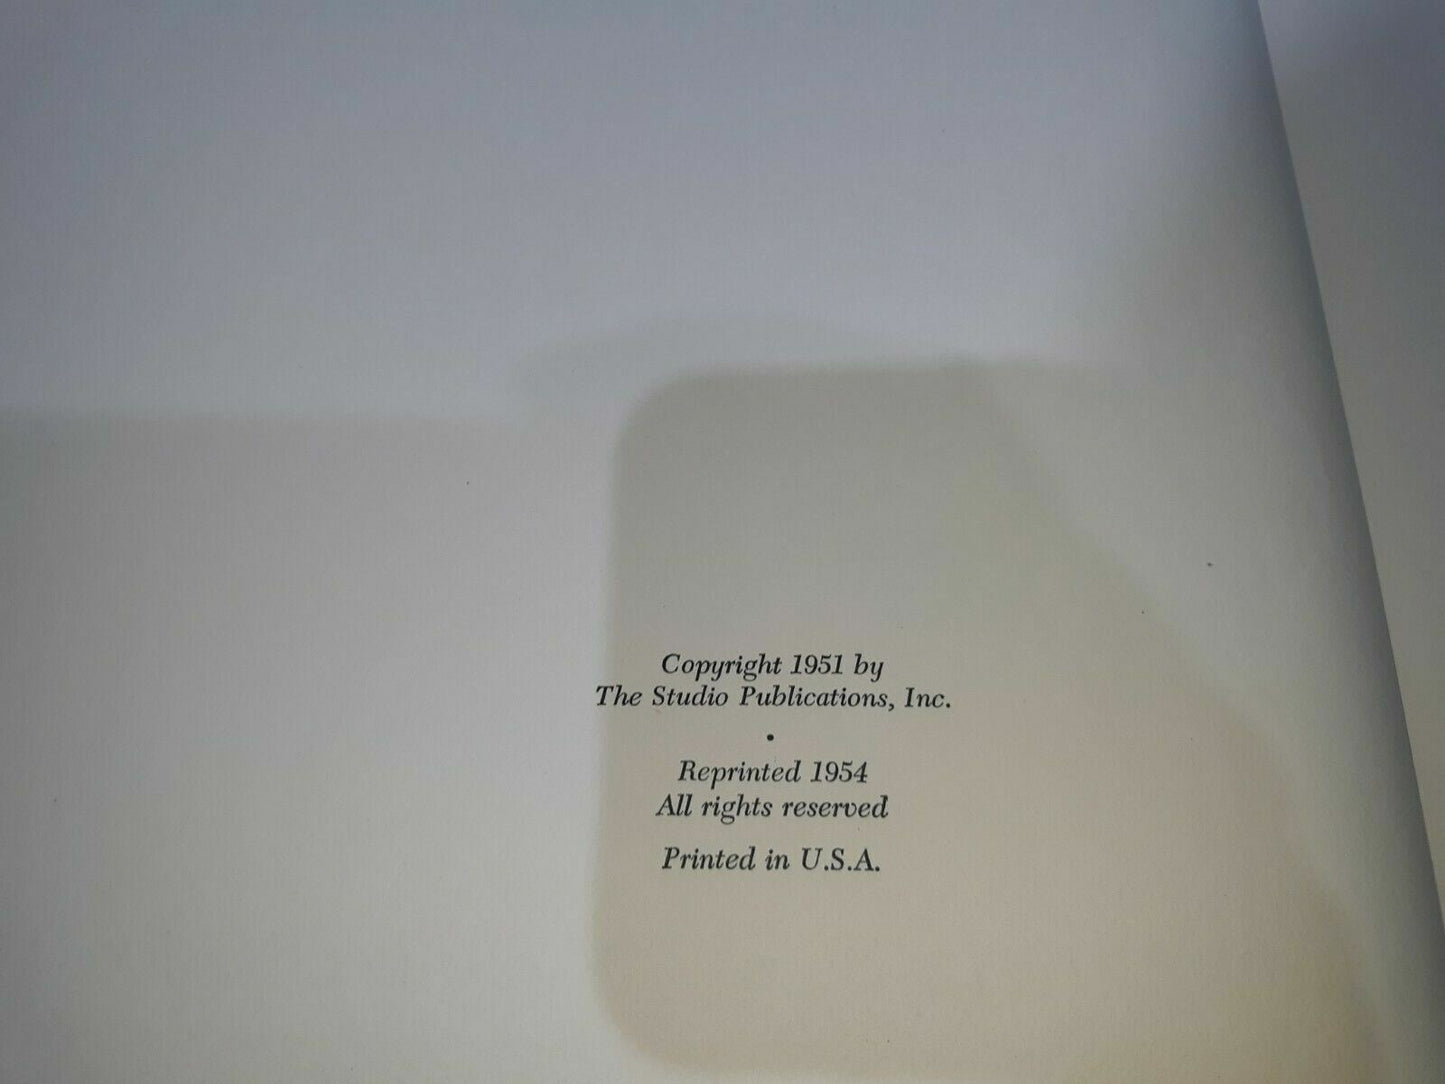 Copyright 1951 by
The Studio Publications, Inc.
•
Reprinted 1954
All rights reserved
Printed in U.S.A.